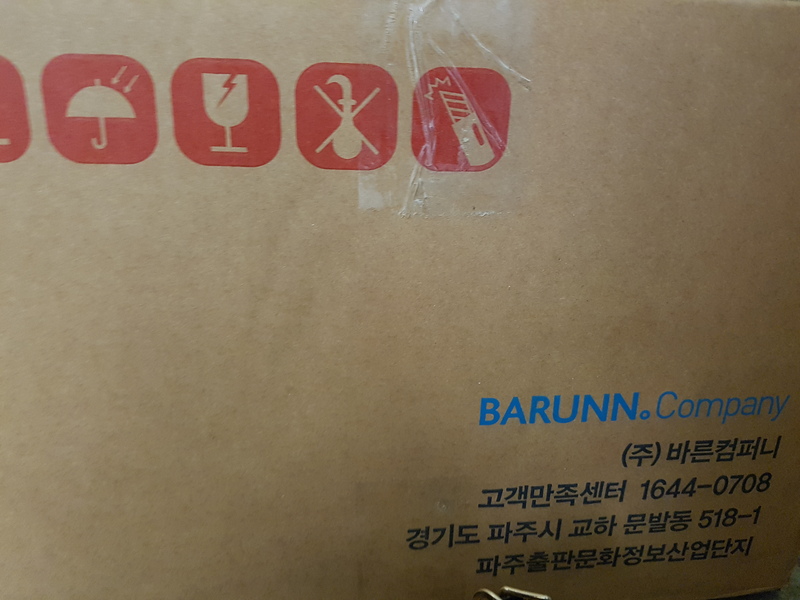 BARUNN. Company
(주) 바른컴퍼니
고객만족센터 1644-0708
경기도 파주시 교하 문발동 518-1
파주출판문화정보산업단지